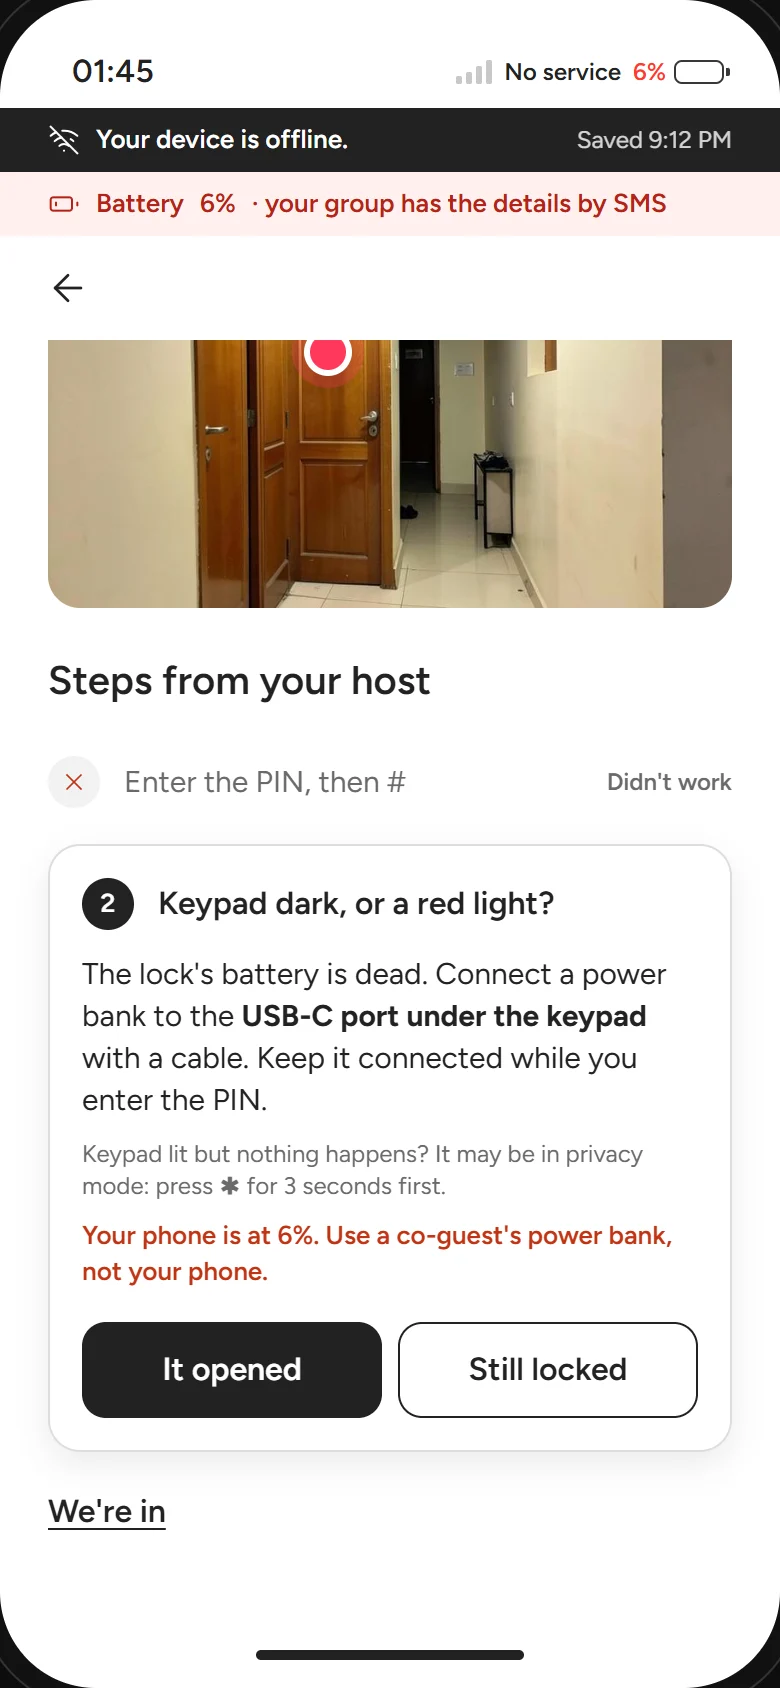 01:45
No service 6%
Your device is offline. Saved 9:12 PM
Battery 6% · your group has the details by SMS
Steps from your host
Enter the PIN, then # Didn't work
2 Keypad dark, or a red light?
The lock's battery is dead. Connect a power
bank to the USB-C port under the keypad
with a cable. Keep it connected while you
enter the PIN.
Keypad lit but nothing happens? It may be in privacy
mode: press ✱ for 3 seconds first.
Your phone is at 6%. Use a co-guest's power bank,
not your phone.
It opened Still locked
We're in